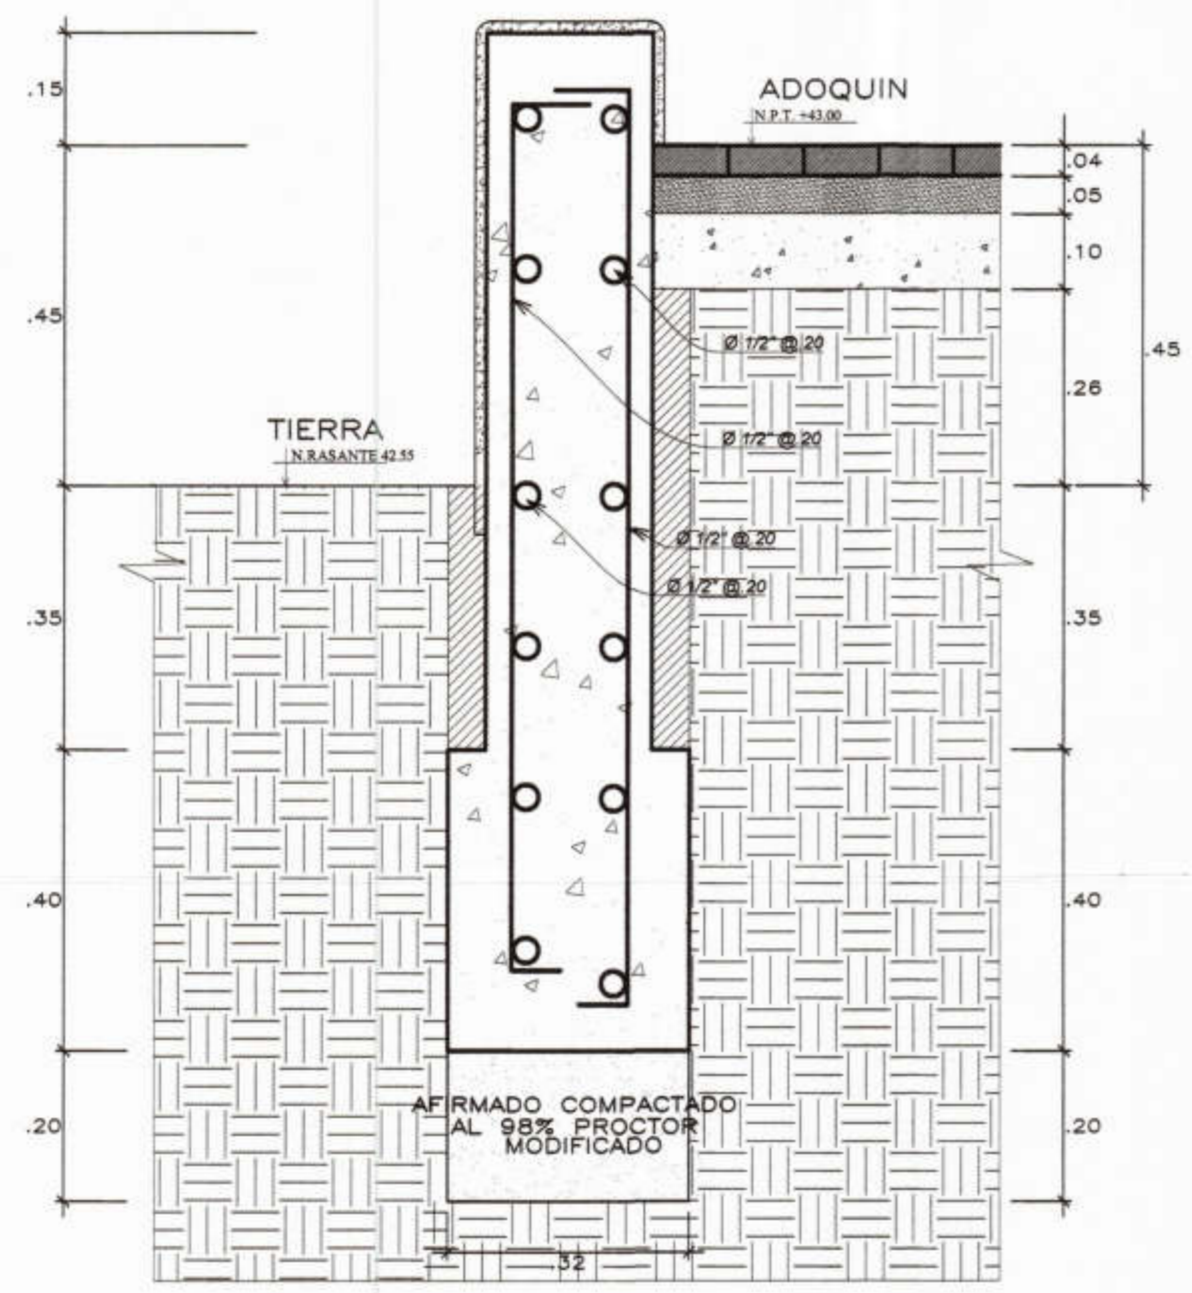 .15
ADOQUIN
N.P.T. +43.00
.04
.05
.10
.45
Ø 1/2" @ 20
.45
.26
TIERRA
N.RASANTE 42.55
Ø 1/2" @ 20
Ø 1/2" @ 20
Ø 1/2" @ 20
.35
.35
.40
.40
AFIRMADO COMPACTADO
AL 98% PROCTOR
MODIFICADO
.20
.20
.32